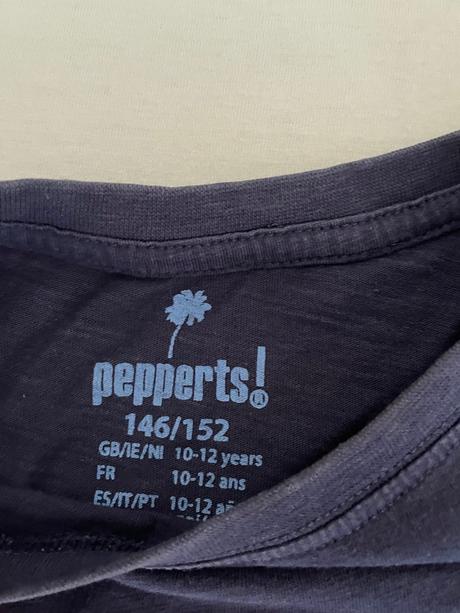 pepperts!®
146/152
GB/IE/NI 10-12 years
FR 10-12 ans
ES/IT/PT 10-12